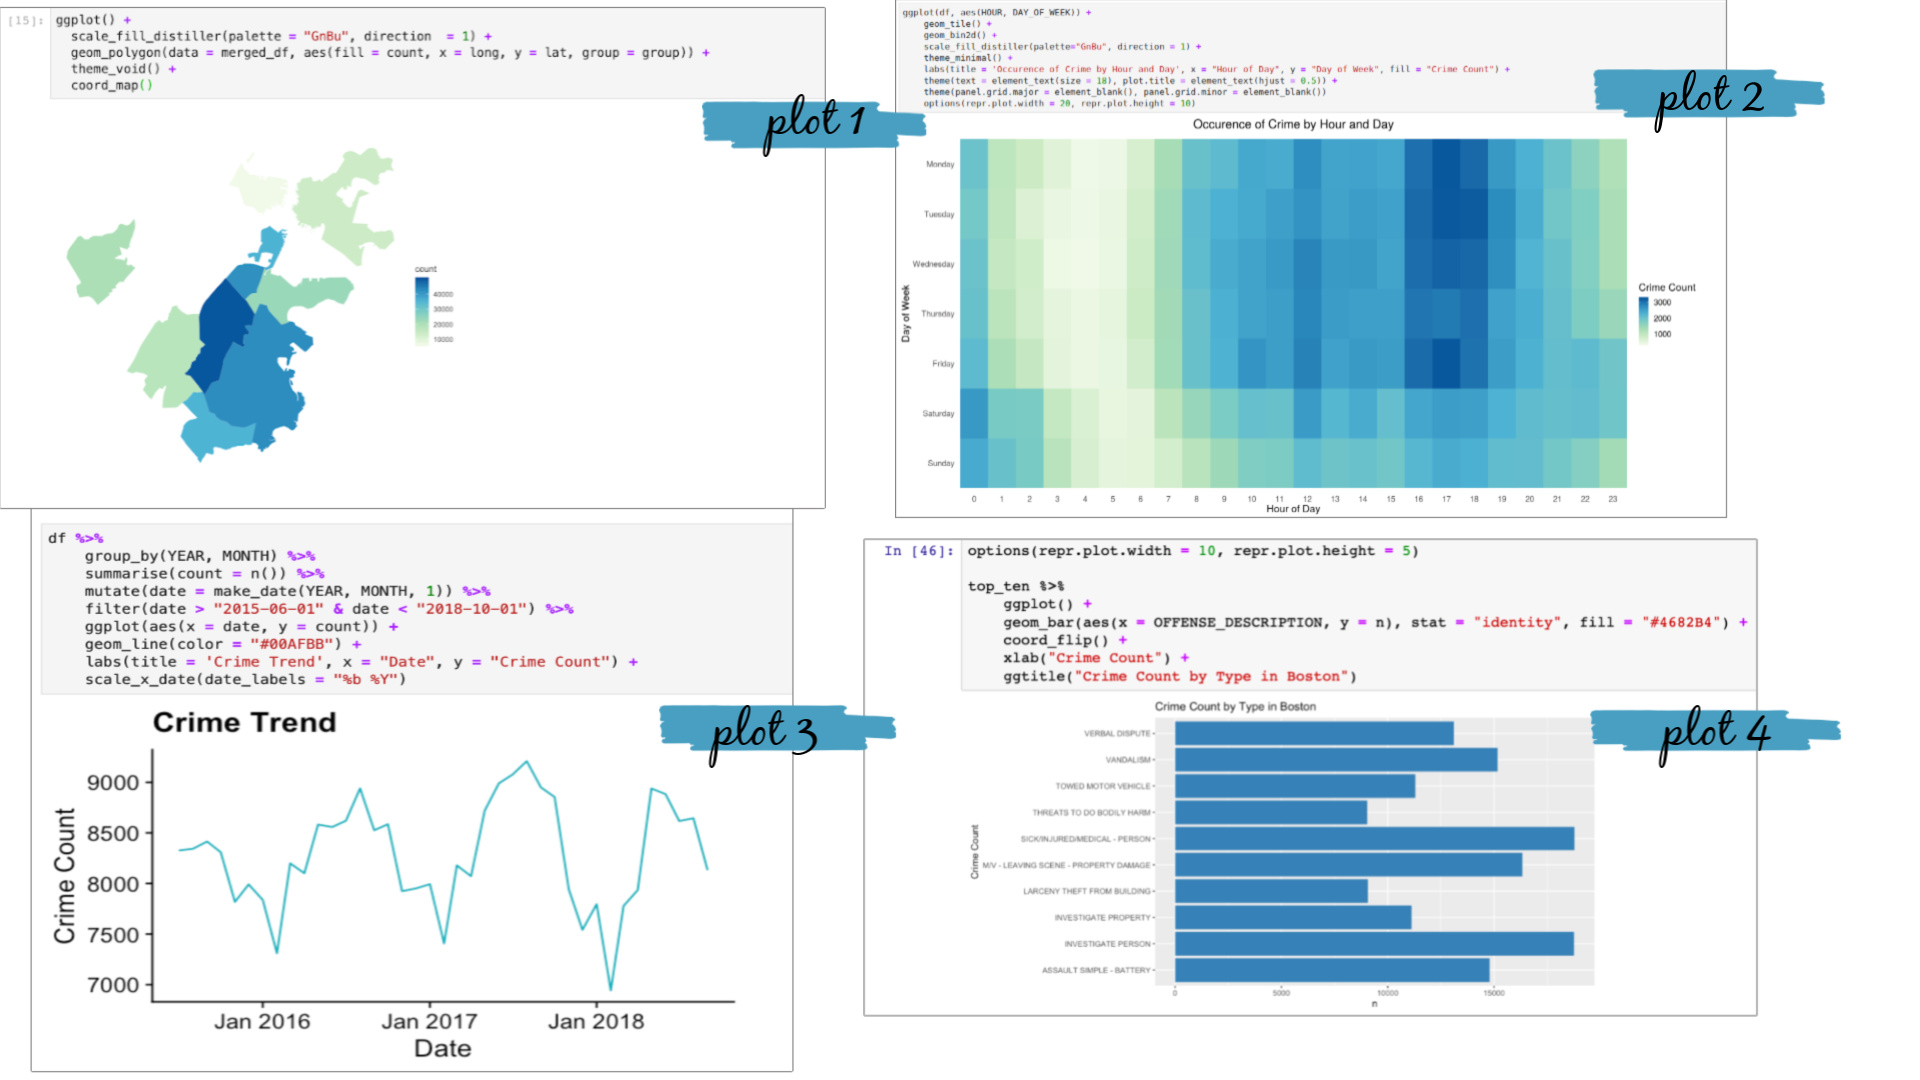 [15]: ggplot() +
scale_fill_distiller(palette = "GnBu", direction  = 1) +
geom_polygon(data = merged_df, aes(fill = count, x = long, y = lat, group = group)) +
theme_void() +
coord_map()
plot 1
count
40000
30000
20000
10000
ggplot(df, aes(HOUR, DAY_OF_WEEK)) +
geom_tile() +
geom_bin2d() +
scale_fill_distiller(palette="GnBu", direction = 1) +
theme_minimal() +
labs(title = 'Occurence of Crime by Hour and Day', x = "Hour of Day", y = "Day of Week", fill = "Crime Count") +
theme(text = element_text(size = 18), plot.title = element_text(hjust = 0.5)) +
theme(panel.grid.major = element_blank(), panel.grid.minor = element_blank())
options(repr.plot.width = 20, repr.plot.height = 10)
plot 2
Occurence of Crime by Hour and Day
Monday
Tuesday
Wednesday
Thursday
Friday
Saturday
Sunday
Day of Week
0 1 2 3 4 5 6 7 8 9 10 11 12 13 14 15 16 17 18 19 20 21 22 23
Hour of Day
Crime Count
3000
2000
1000
df %>%
group_by(YEAR, MONTH) %>%
summarise(count = n()) %>%
mutate(date = make_date(YEAR, MONTH, 1)) %>%
filter(date > "2015-06-01" & date < "2018-10-01") %>%
ggplot(aes(x = date, y = count)) +
geom_line(color = "#00AFBB") +
labs(title = 'Crime Trend', x = "Date", y = "Crime Count") +
scale_x_date(date_labels = "%b %Y")
plot 3
Crime Trend
Crime Count
9000
8500
8000
7500
7000
Jan 2016 Jan 2017 Jan 2018
Date
In [46]: options(repr.plot.width = 10, repr.plot.height = 5)
top_ten %>%
ggplot() +
geom_bar(aes(x = OFFENSE_DESCRIPTION, y = n), stat = "identity", fill = "#4682B4") +
coord_flip() +
xlab("Crime Count") +
ggtitle("Crime Count by Type in Boston")
plot 4
Crime Count by Type in Boston
Crime Count
VERBAL DISPUTE
VANDALISM
TOWED MOTOR VEHICLE
THREATS TO DO BODILY HARM
SICK/INJURED/MEDICAL - PERSON
M/V - LEAVING SCENE - PROPERTY DAMAGE
LARCENY THEFT FROM BUILDING
INVESTIGATE PROPERTY
INVESTIGATE PERSON
ASSAULT SIMPLE - BATTERY
0 5000 10000 15000
n